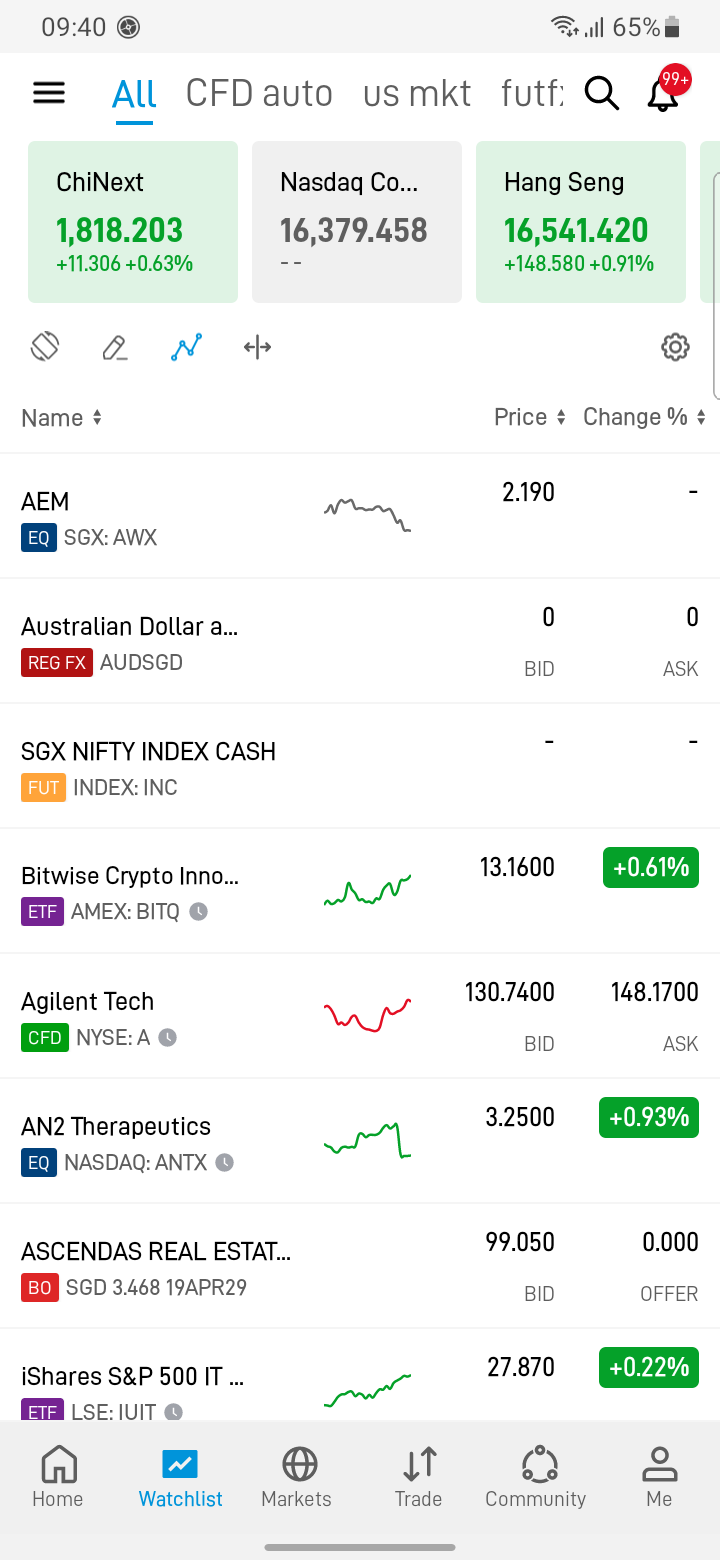 09:40 65%
All CFD auto us mkt futfx
99+
ChiNext
1,818.203
+11.306 +0.63%
Nasdaq Co...
16,379.458
- -
Hang Seng
16,541.420
+148.580 +0.91%
Name Price Change %
AEM 2.190 -
EQ SGX: AWX
Australian Dollar a... 0 0
REG FX AUDSGD BID ASK
SGX NIFTY INDEX CASH - -
FUT INDEX: INC
Bitwise Crypto Inno... 13.1600 +0.61%
ETF AMEX: BITQ
Agilent Tech 130.7400 148.1700
CFD NYSE: A BID ASK
AN2 Therapeutics 3.2500 +0.93%
EQ NASDAQ: ANTX
ASCENDAS REAL ESTAT... 99.050 0.000
BO SGD 3.468 19APR29 BID OFFER
iShares S&P 500 IT ... 27.870 +0.22%
ETF LSE: IUIT
Home Watchlist Markets Trade Community Me